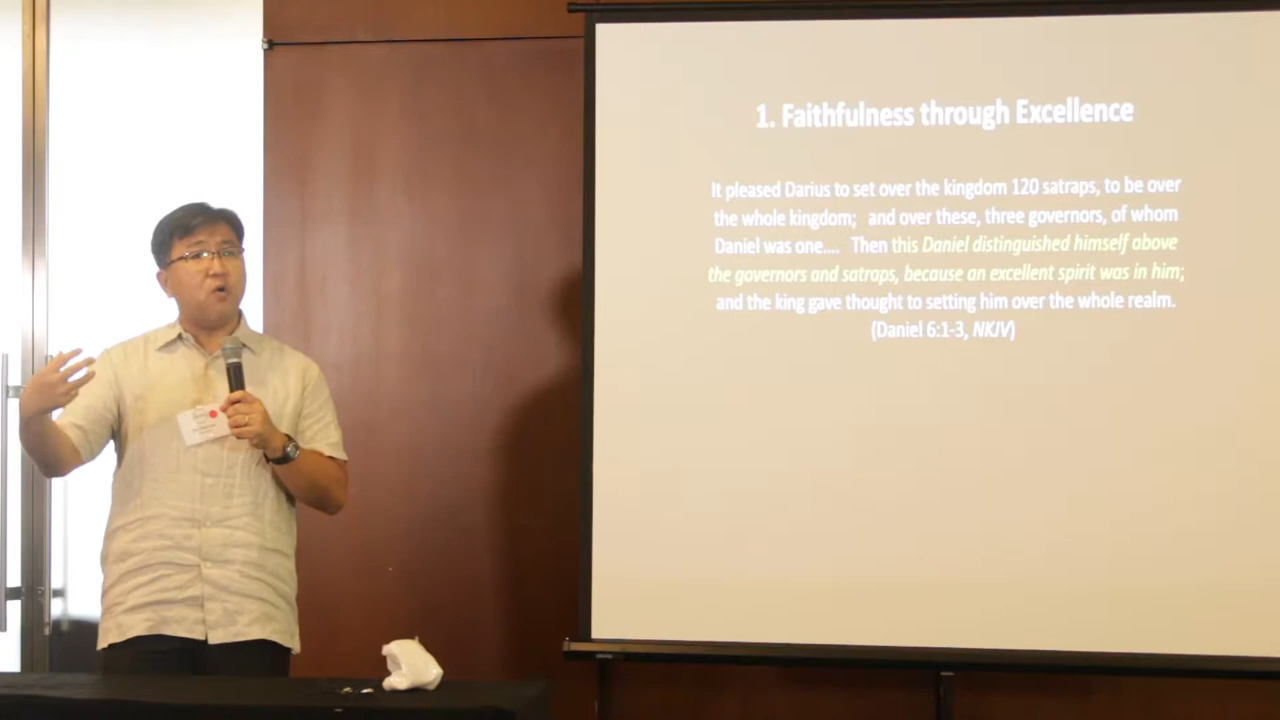 1. Faithfulness through Excellence
It pleased Darius to set over the kingdom 120 satraps, to be over
the whole kingdom; and over these, three governors, of whom
Daniel was one.... Then this Daniel distinguished himself above
the governors and satraps, because an excellent spirit was in him;
and the king gave thought to setting him over the whole realm.
(Daniel 6:1-3, NKJV)